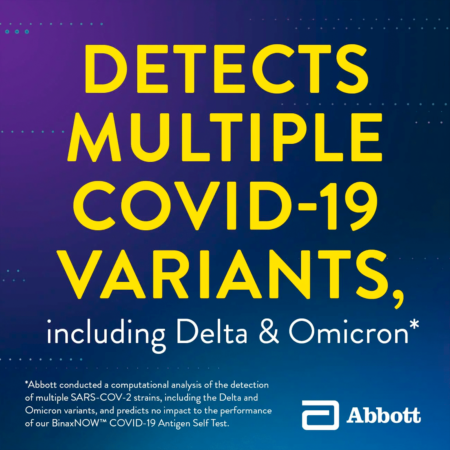 DETECTS
MULTIPLE
COVID-19
VARIANTS,
including Delta & Omicron*
*Abbott conducted a computational analysis of the detection
of multiple SARS-COV-2 strains, including the Delta and
Omicron variants, and predicts no impact to the performance
of our BinaxNOW™ COVID-19 Antigen Self Test.
Abbott